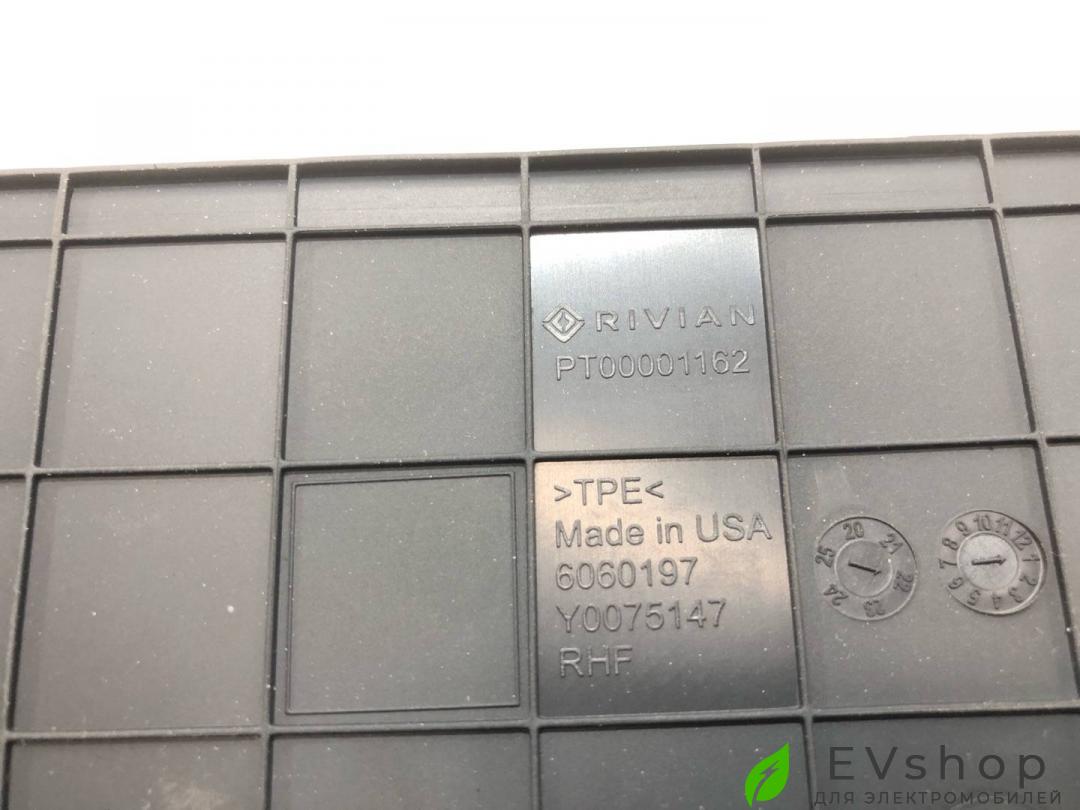 RIVIAN
PT00001162
>TPE<
Made in USA
6060197
Y0075147
RHF
20 21 22 23 24 25
1 2 3 4 5 6 7 8 9 10 11 12
EVshop
ДЛЯ ЭЛЕКТРОМОБИЛЕЙ